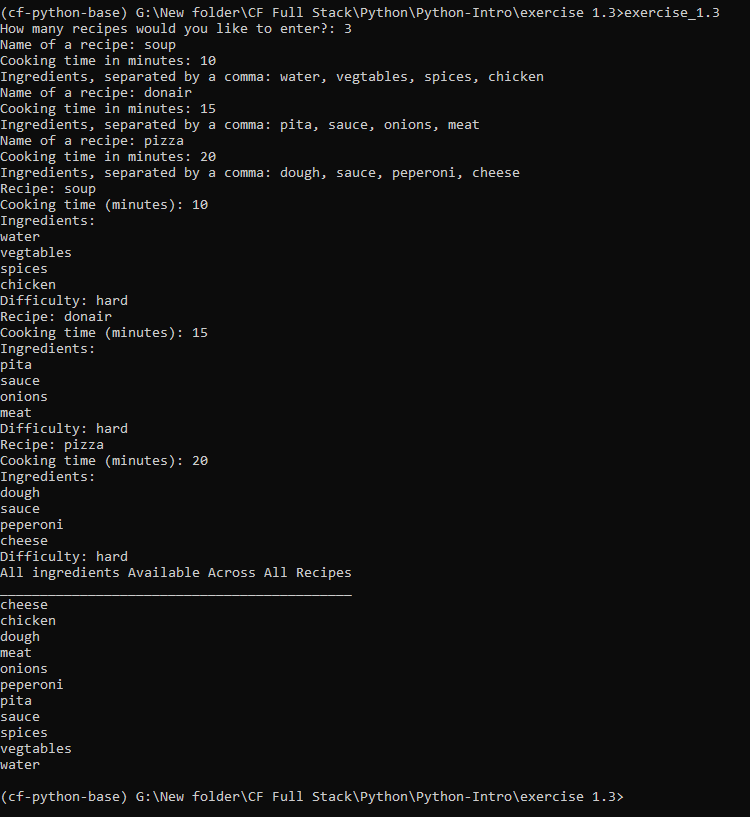 (cf-python-base) G:\New folder\CF Full Stack\Python\Python-Intro\exercise 1.3>exercise_1.3
How many recipes would you like to enter?: 3
Name of a recipe: soup
Cooking time in minutes: 10
Ingredients, separated by a comma: water, vegtables, spices, chicken
Name of a recipe: donair
Cooking time in minutes: 15
Ingredients, separated by a comma: pita, sauce, onions, meat
Name of a recipe: pizza
Cooking time in minutes: 20
Ingredients, separated by a comma: dough, sauce, peperoni, cheese
Recipe: soup
Cooking time (minutes): 10
Ingredients:
water
vegtables
spices
chicken
Difficulty: hard
Recipe: donair
Cooking time (minutes): 15
Ingredients:
pita
sauce
onions
meat
Difficulty: hard
Recipe: pizza
Cooking time (minutes): 20
Ingredients:
dough
sauce
peperoni
cheese
Difficulty: hard
All ingredients Available Across All Recipes
____________________________________________
cheese
chicken
dough
meat
onions
peperoni
pita
sauce
spices
vegtables
water
(cf-python-base) G:\New folder\CF Full Stack\Python\Python-Intro\exercise 1.3>